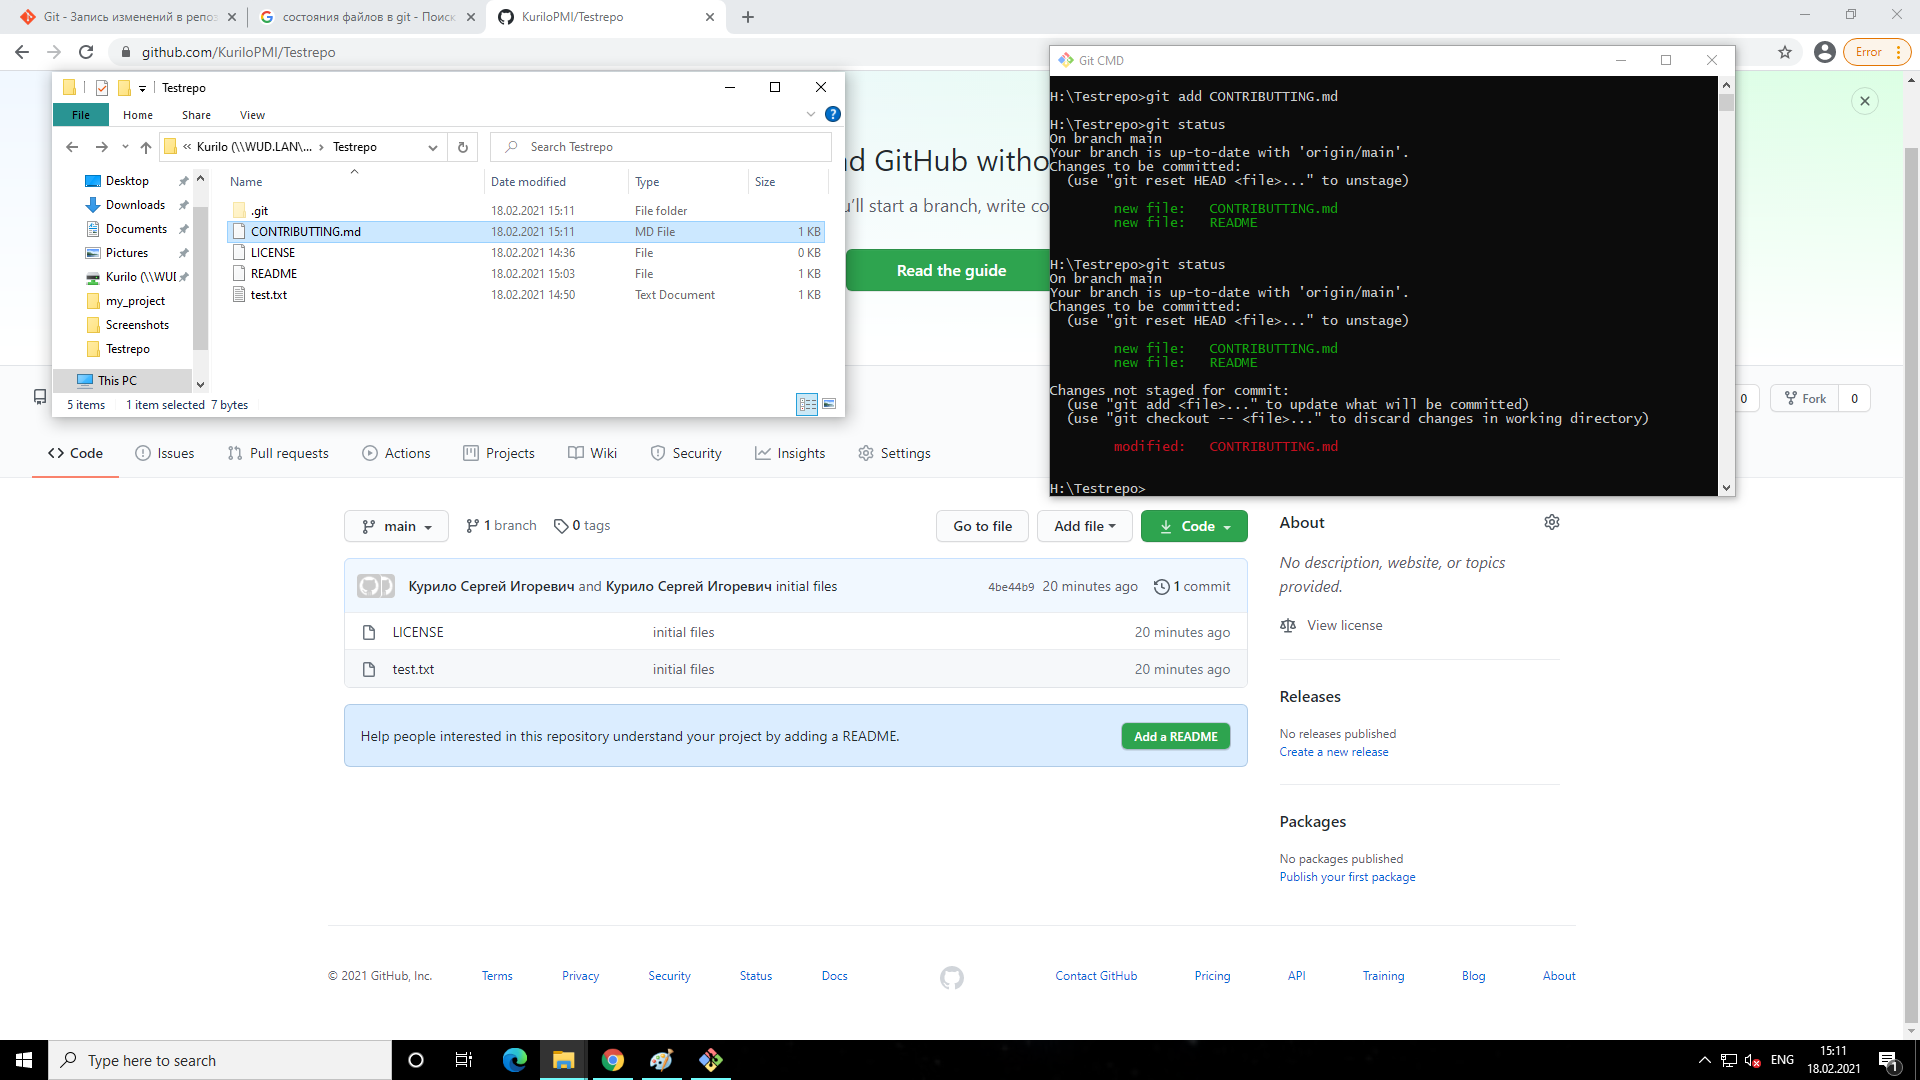 Git - Запись изменений в репоз
состояния файлов в git - Поиск
KuriloPMI/Testrepo
github.com/KuriloPMI/Testrepo
Error
Testrepo
File Home Share View
« Kurilo (\\WUD.LAN\... > Testrepo
Search Testrepo
Name Date modified Type Size
Desktop
Downloads
Documents
Pictures
Kurilo (\\WUD
my_project
Screenshots
Testrepo
This PC
.git 18.02.2021 15:11 File folder
CONTRIBUTTING.md 18.02.2021 15:11 MD File 1 KB
LICENSE 18.02.2021 14:36 File 0 KB
README 18.02.2021 15:03 File 1 KB
test.txt 18.02.2021 14:50 Text Document 1 KB
5 items 1 item selected 7 bytes
Git CMD
H:\Testrepo>git add CONTRIBUTTING.md
H:\Testrepo>git status
On branch main
Your branch is up-to-date with 'origin/main'.
Changes to be committed:
(use "git reset HEAD <file>..." to unstage)
new file: CONTRIBUTTING.md
new file: README
H:\Testrepo>git status
On branch main
Your branch is up-to-date with 'origin/main'.
Changes to be committed:
(use "git reset HEAD <file>..." to unstage)
new file: CONTRIBUTTING.md
new file: README
Changes not staged for commit:
(use "git add <file>..." to update what will be committed)
(use "git checkout -- <file>..." to discard changes in working directory)
modified: CONTRIBUTTING.md
H:\Testrepo>
d GitHub witho
u'll start a branch, write co
Read the guide
0 Fork 0
Code Issues Pull requests Actions Projects Wiki Security Insights Settings
main 1 branch 0 tags Go to file Add file Code
Курило Сергей Игоревич and Курило Сергей Игоревич initial files 4be44b9 20 minutes ago 1 commit
LICENSE initial files 20 minutes ago
test.txt initial files 20 minutes ago
Help people interested in this repository understand your project by adding a README. Add a README
About
No description, website, or topics
provided.
View license
Releases
No releases published
Create a new release
Packages
No packages published
Publish your first package
© 2021 GitHub, Inc. Terms Privacy Security Status Docs Contact GitHub Pricing API Training Blog About
Type here to search
ENG
15:11
18.02.2021
1